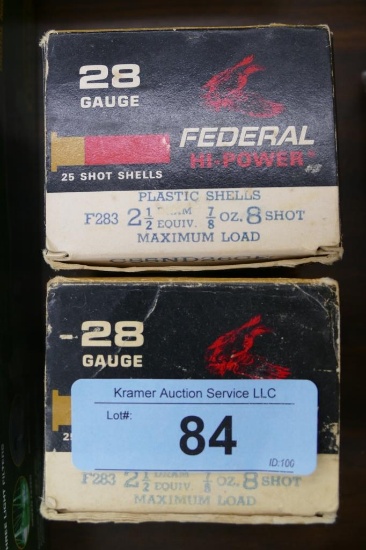 28
GAUGE
FEDERAL
HI-POWER
25 SHOT SHELLS
PLASTIC SHELLS
F283 2 1/2 DRAM EQUIV. 7/8 OZ. 8 SHOT
MAXIMUM LOAD
-28
GAUGE
Kramer Auction Service LLC
Lot#:
84
ID:100
F283 2 1/2 DRAM EQUIV. 7/8 OZ. 8 SHOT
MAXIMUM LOAD